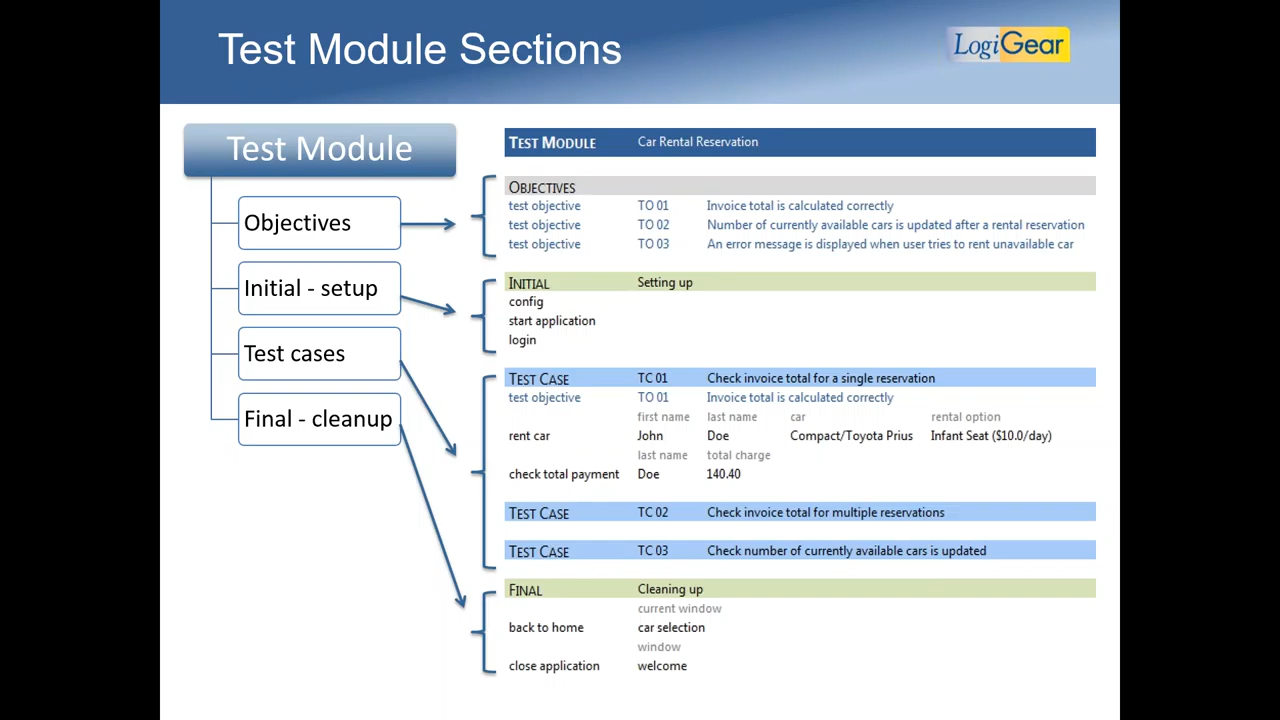 Test Module Sections
LogiGear
Test Module
Objectives
Initial - setup
Test cases
Final - cleanup
TEST MODULE Car Rental Reservation
OBJECTIVES
test objective TO 01 Invoice total is calculated correctly
test objective TO 02 Number of currently available cars is updated after a rental reservation
test objective TO 03 An error message is displayed when user tries to rent unavailable car
INITIAL Setting up
config
start application
login
TEST CASE TC 01 Check invoice total for a single reservation
test objective TO 01 Invoice total is calculated correctly
first name last name car rental option
rent car John Doe Compact/Toyota Prius Infant Seat ($10.0/day)
last name total charge
check total payment Doe 140.40
TEST CASE TC 02 Check invoice total for multiple reservations
TEST CASE TC 03 Check number of currently available cars is updated
FINAL Cleaning up
current window
back to home car selection
window
close application welcome